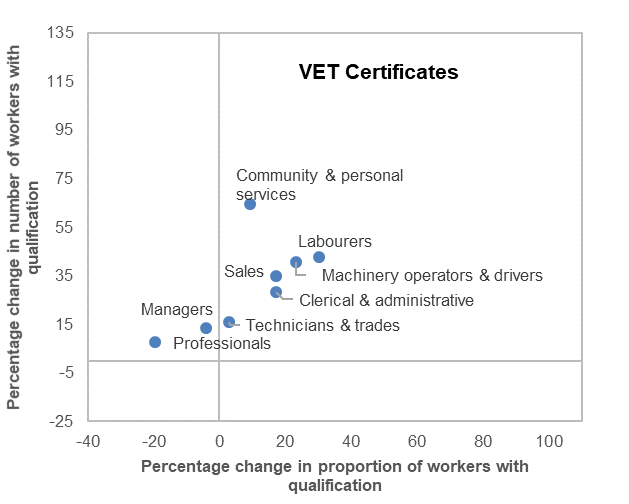 135
VET Certificates
115
95
75
55
35
15
-5
-25
Percentage change in number of workers with
qualification
Community & personal
services
Labourers
Sales
Machinery operators & drivers
Clerical & administrative
Managers
Technicians & trades
Professionals
-40 -20 0 20 40 60 80 100
Percentage change in proportion of workers with
qualification